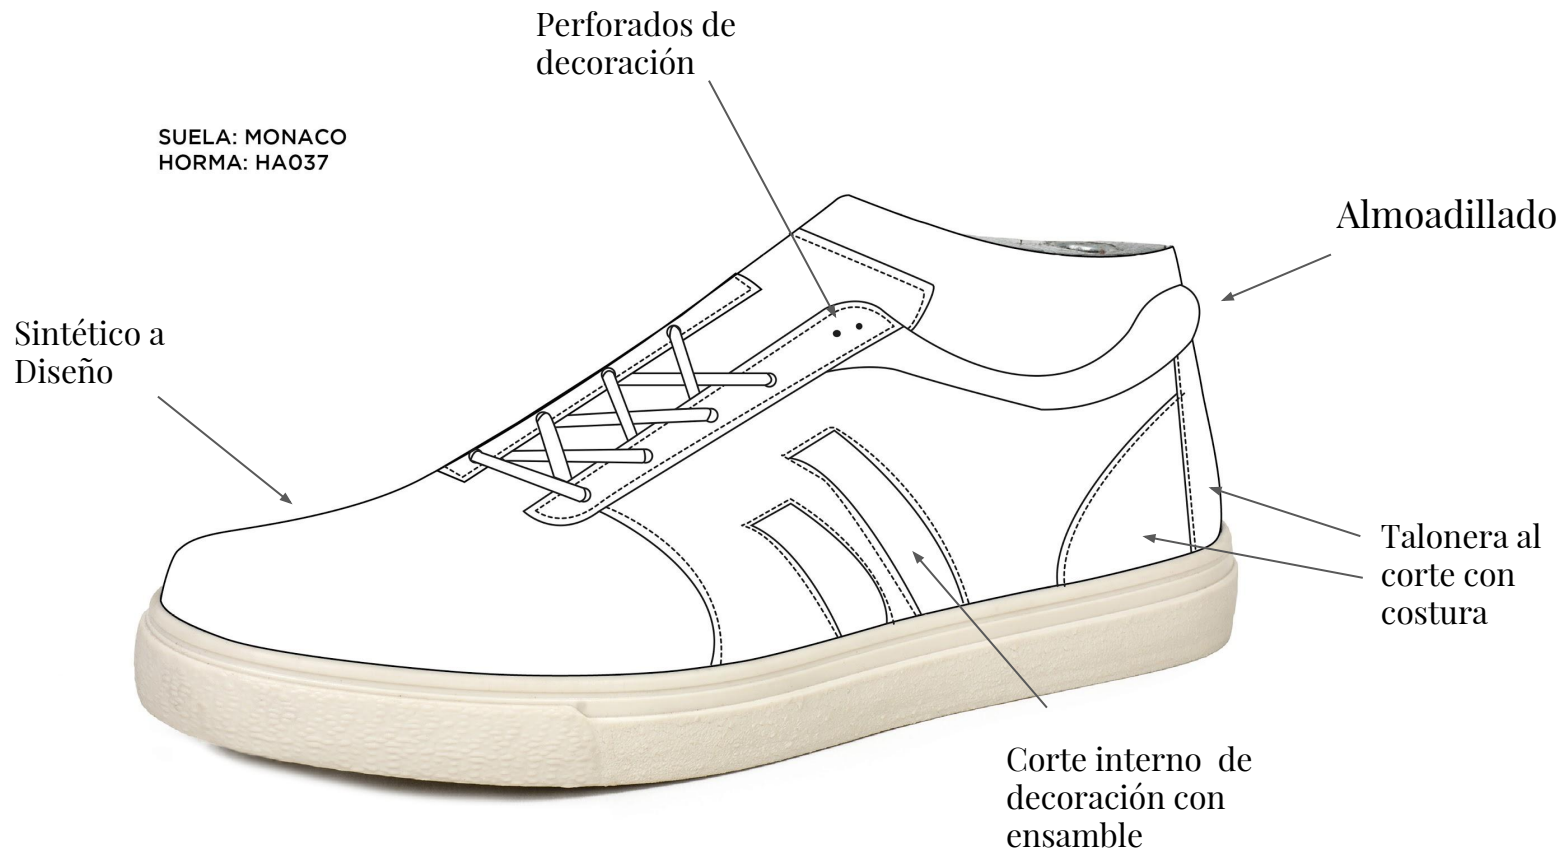 Perforados de
decoración
SUELA: MONACO
HORMA: HA037
Almoadillado
Sintético a
Diseño
Talonera al
corte con
costura
Corte interno  de
decoración con
ensamble